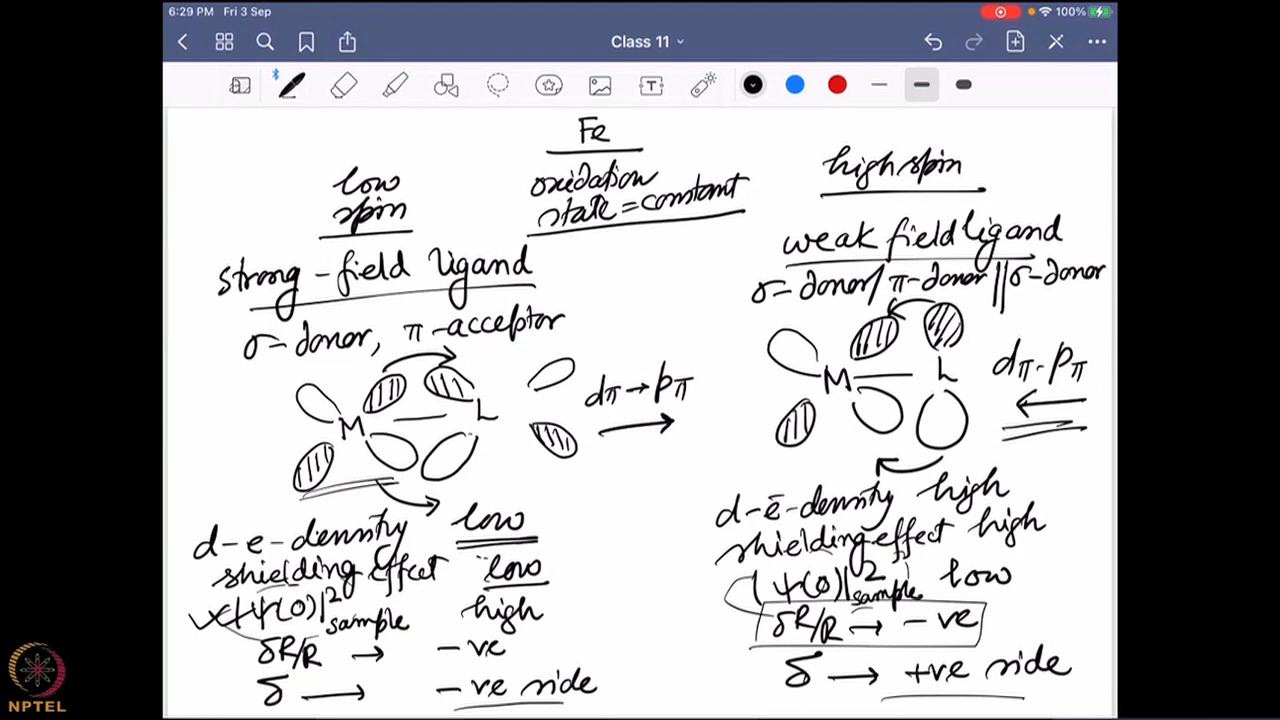 6:29 PM Fri 3 Sep
100%
Class 11
Fe
oxidation
state = constant
low
spin
strong-field ligand
σ-donor, π-acceptor
M L
dπ→pπ
d-e-density low
shielding effect low
|ψ(0)|²sample high
δR/R → -ve
δ → -ve side
high spin
weak field ligand
σ-donor/π-donor||σ-donor
M L
dπ-pπ
d-ē-density high
shielding effect high
|ψ(0)|²sample low
δR/R → -ve
δ → +ve side
NPTEL